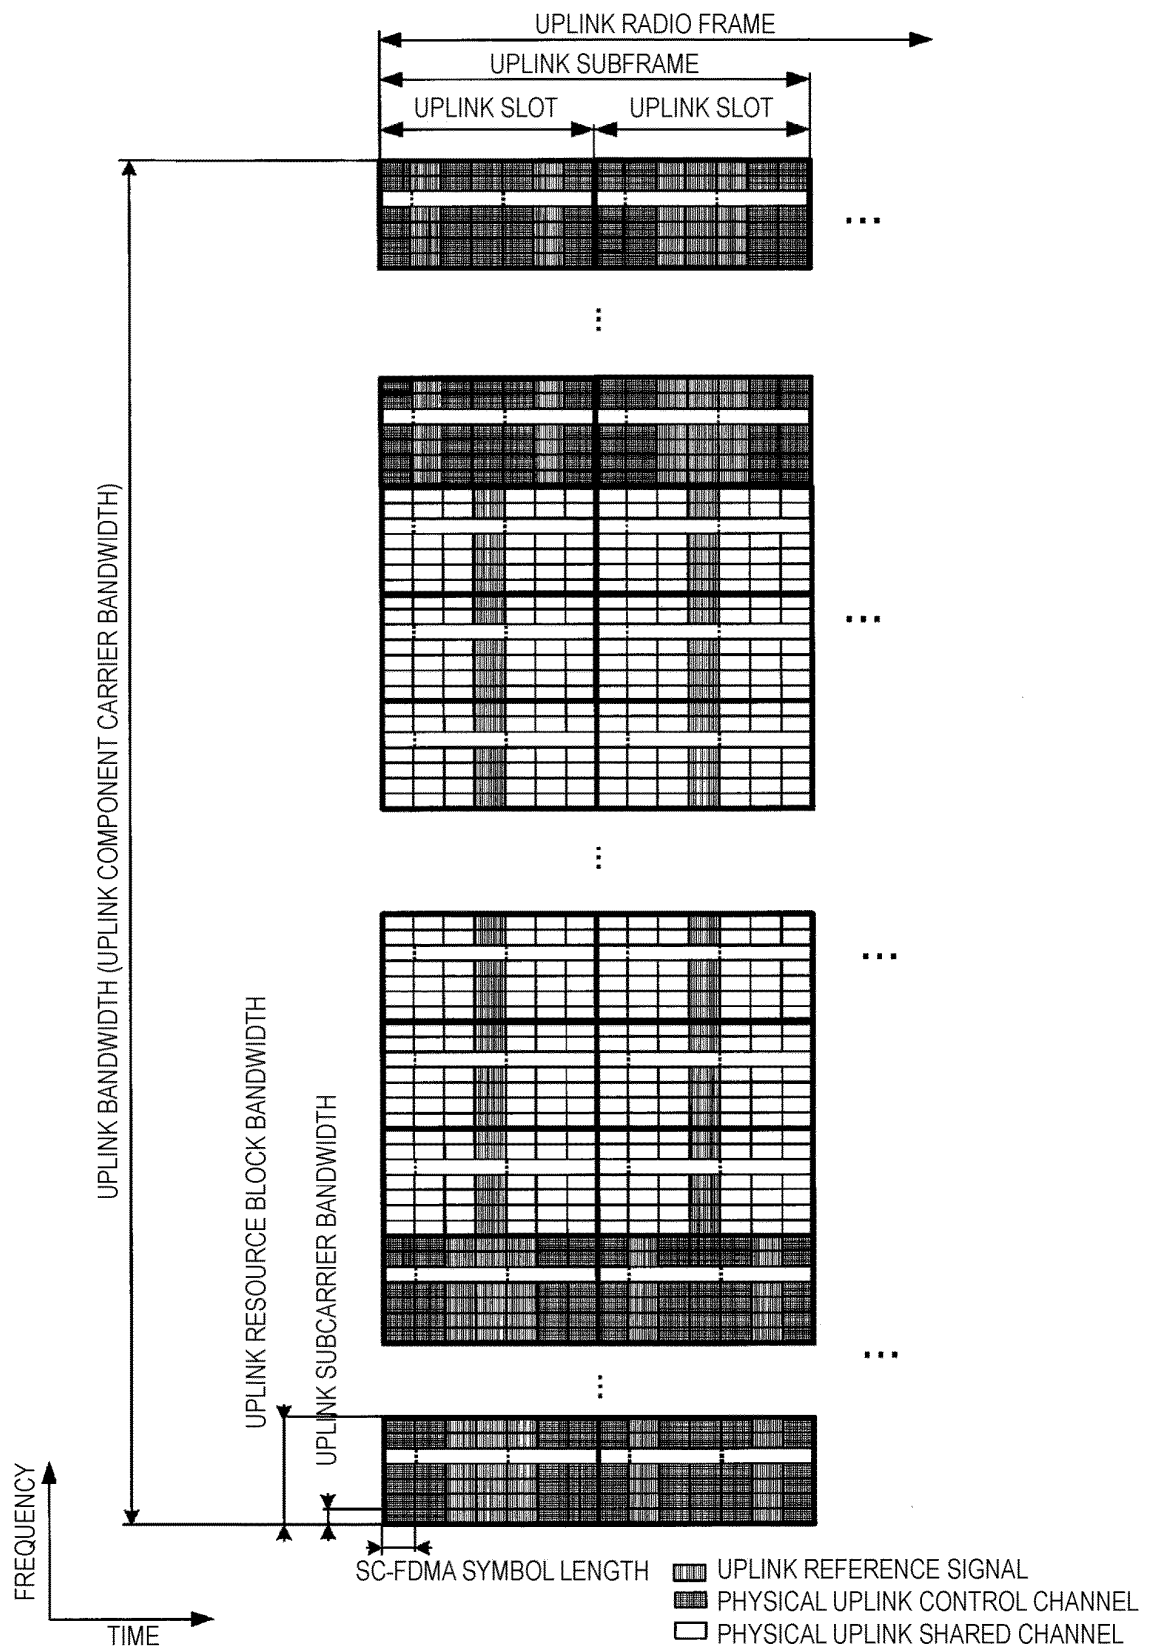 UPLINK RADIO FRAME
UPLINK SUBFRAME
UPLINK SLOT
UPLINK SLOT
UPLINK BANDWIDTH (UPLINK COMPONENT CARRIER BANDWIDTH)
UPLINK RESOURCE BLOCK BANDWIDTH
UPLINK SUBCARRIER BANDWIDTH
FREQUENCY
TIME
SC-FDMA SYMBOL LENGTH
UPLINK REFERENCE SIGNAL
PHYSICAL UPLINK CONTROL CHANNEL
PHYSICAL UPLINK SHARED CHANNEL